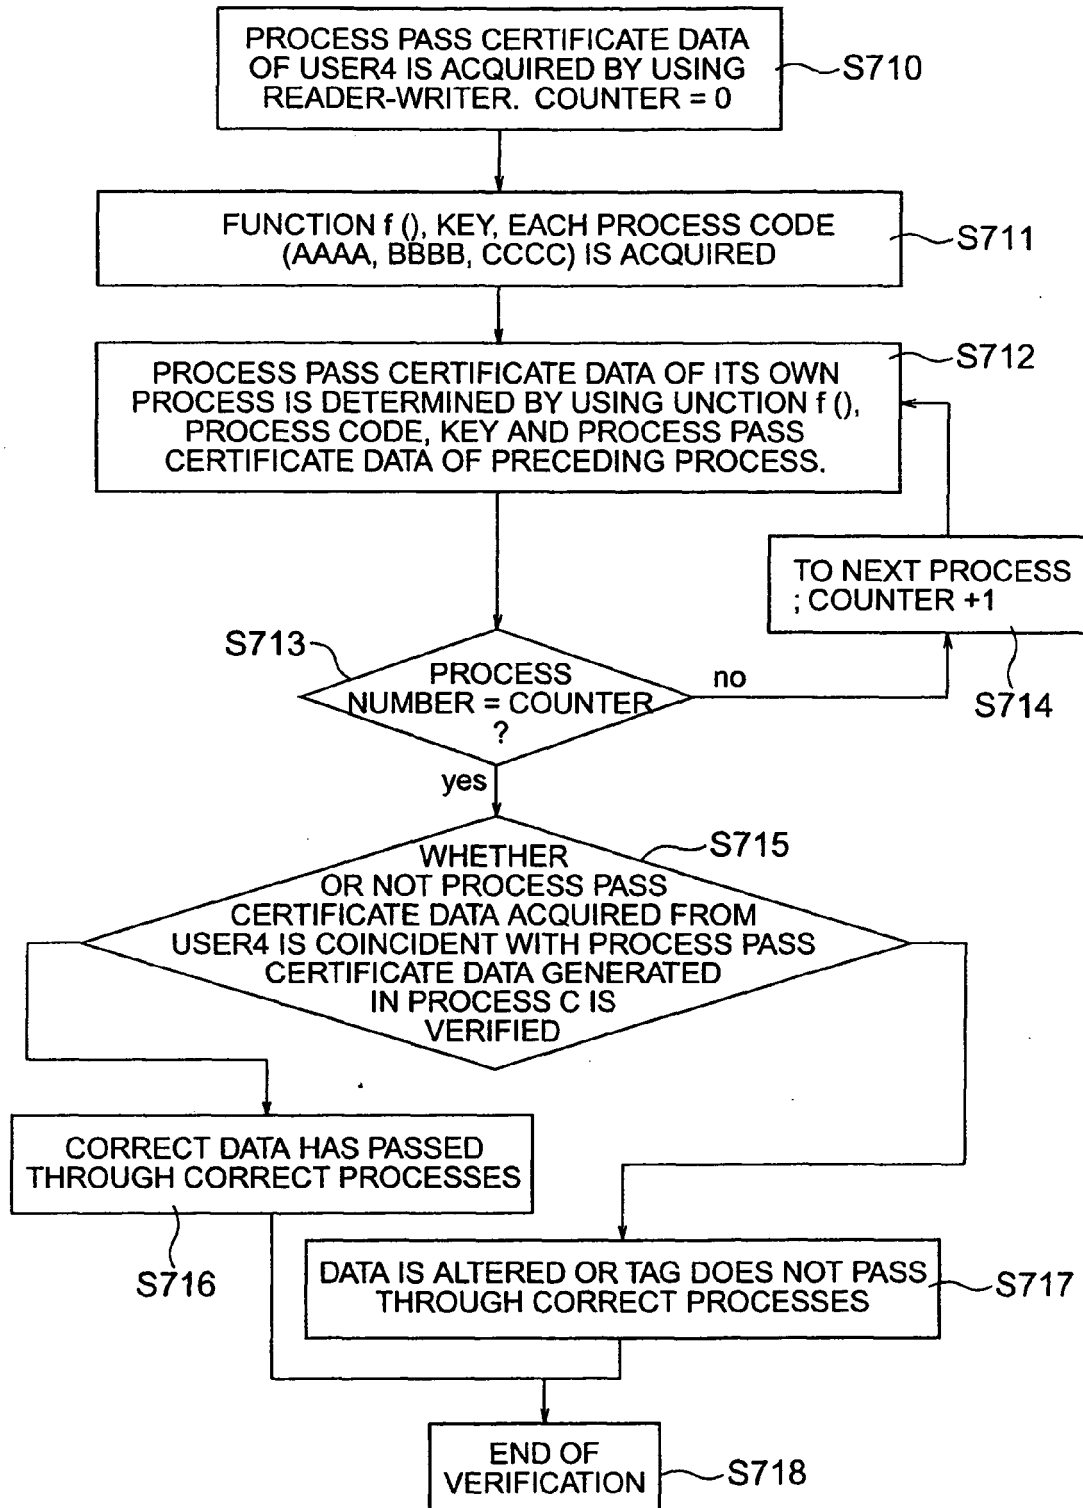 PROCESS PASS CERTIFICATE DATA
OF USER4 IS ACQUIRED BY USING
READER-WRITER. COUNTER = 0
S710
FUNCTION f (), KEY, EACH PROCESS CODE
(AAAA, BBBB, CCCC) IS ACQUIRED
S711
PROCESS PASS CERTIFICATE DATA OF ITS OWN
PROCESS IS DETERMINED BY USING UNCTION f (),
PROCESS CODE, KEY AND PROCESS PASS
CERTIFICATE DATA OF PRECEDING PROCESS.
S712
TO NEXT PROCESS
; COUNTER +1
S714
S713
PROCESS
NUMBER = COUNTER
?
no
yes
WHETHER
OR NOT PROCESS PASS
CERTIFICATE DATA ACQUIRED FROM
USER4 IS COINCIDENT WITH PROCESS PASS
CERTIFICATE DATA GENERATED
IN PROCESS C IS
VERIFIED
S715
CORRECT DATA HAS PASSED
THROUGH CORRECT PROCESSES
S716
DATA IS ALTERED OR TAG DOES NOT PASS
THROUGH CORRECT PROCESSES
S717
END OF
VERIFICATION
S718